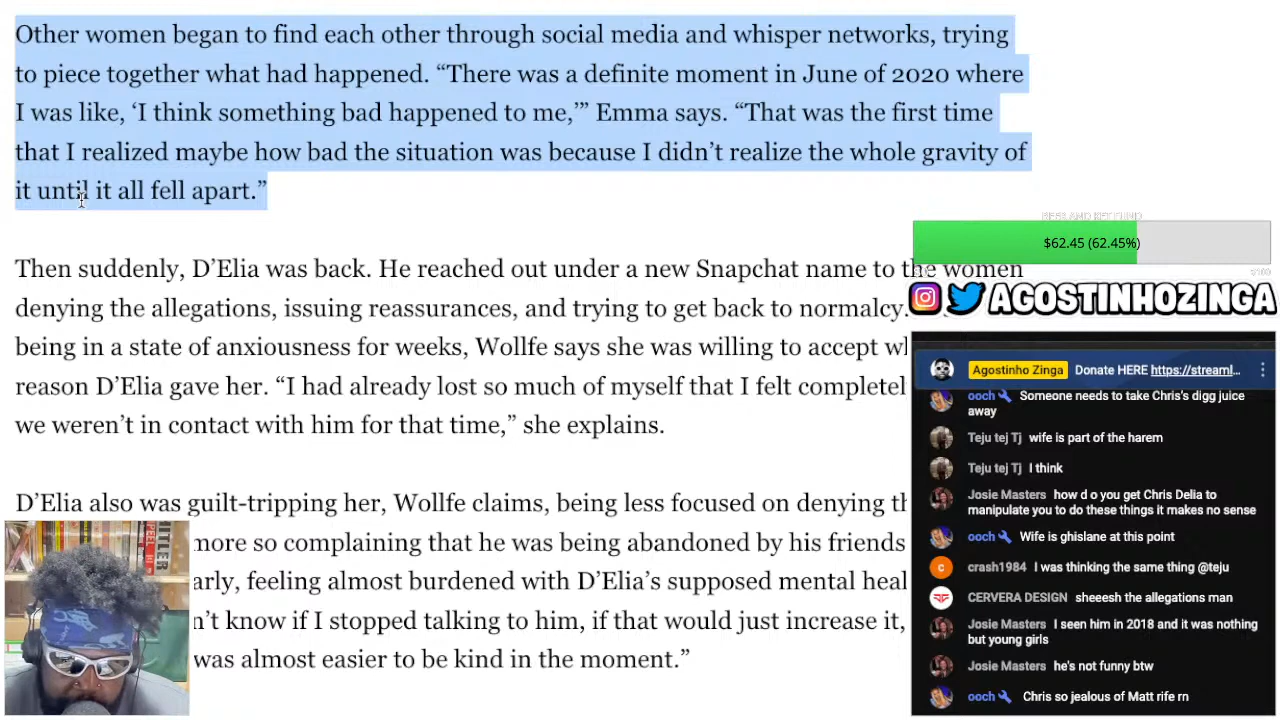 Other women began to find each other through social media and whisper networks, trying
to piece together what had happened. “There was a definite moment in June of 2020 where
I was like, ‘I think something bad happened to me,’” Emma says. “That was the first time
that I realized maybe how bad the situation was because I didn’t realize the whole gravity of
it until it all fell apart.”
Then suddenly, D’Elia was back. He reached out under a new Snapchat name to the women
denying the allegations, issuing reassurances, and trying to get back to normalcy.
being in a state of anxiousness for weeks, Wollfe says she was willing to accept
reason D’Elia gave her. “I had already lost so much of myself that I felt
we weren’t in contact with him for that time,” she explains.
D’Elia also was guilt-tripping her, Wollfe claims, being less focused on denying
more so complaining that he was being abandoned by his friends
feeling almost burdened with D’Elia’s supposed mental
know if I stopped talking to him, if that would just increase it,
was almost easier to be kind in the moment.”
$62.45 (62.45%)
AGOSTINHOZINGA
Agostinho Zinga Donate HERE https://streaml...
ooch Someone needs to take Chris's digg juice
away
Teju tej Tj wife is part of the harem
Teju tej Tj I think
Josie Masters how d o you get Chris Delia to
manipulate you to do these things it makes no sense
ooch Wife is ghislane at this point
crash1984 I was thinking the same thing @teju
CERVERA DESIGN sheeesh the allegations man
Josie Masters I seen him in 2018 and it was nothing
but young girls
Josie Masters he's not funny btw
ooch Chris so jealous of Matt rife rn
HITLER